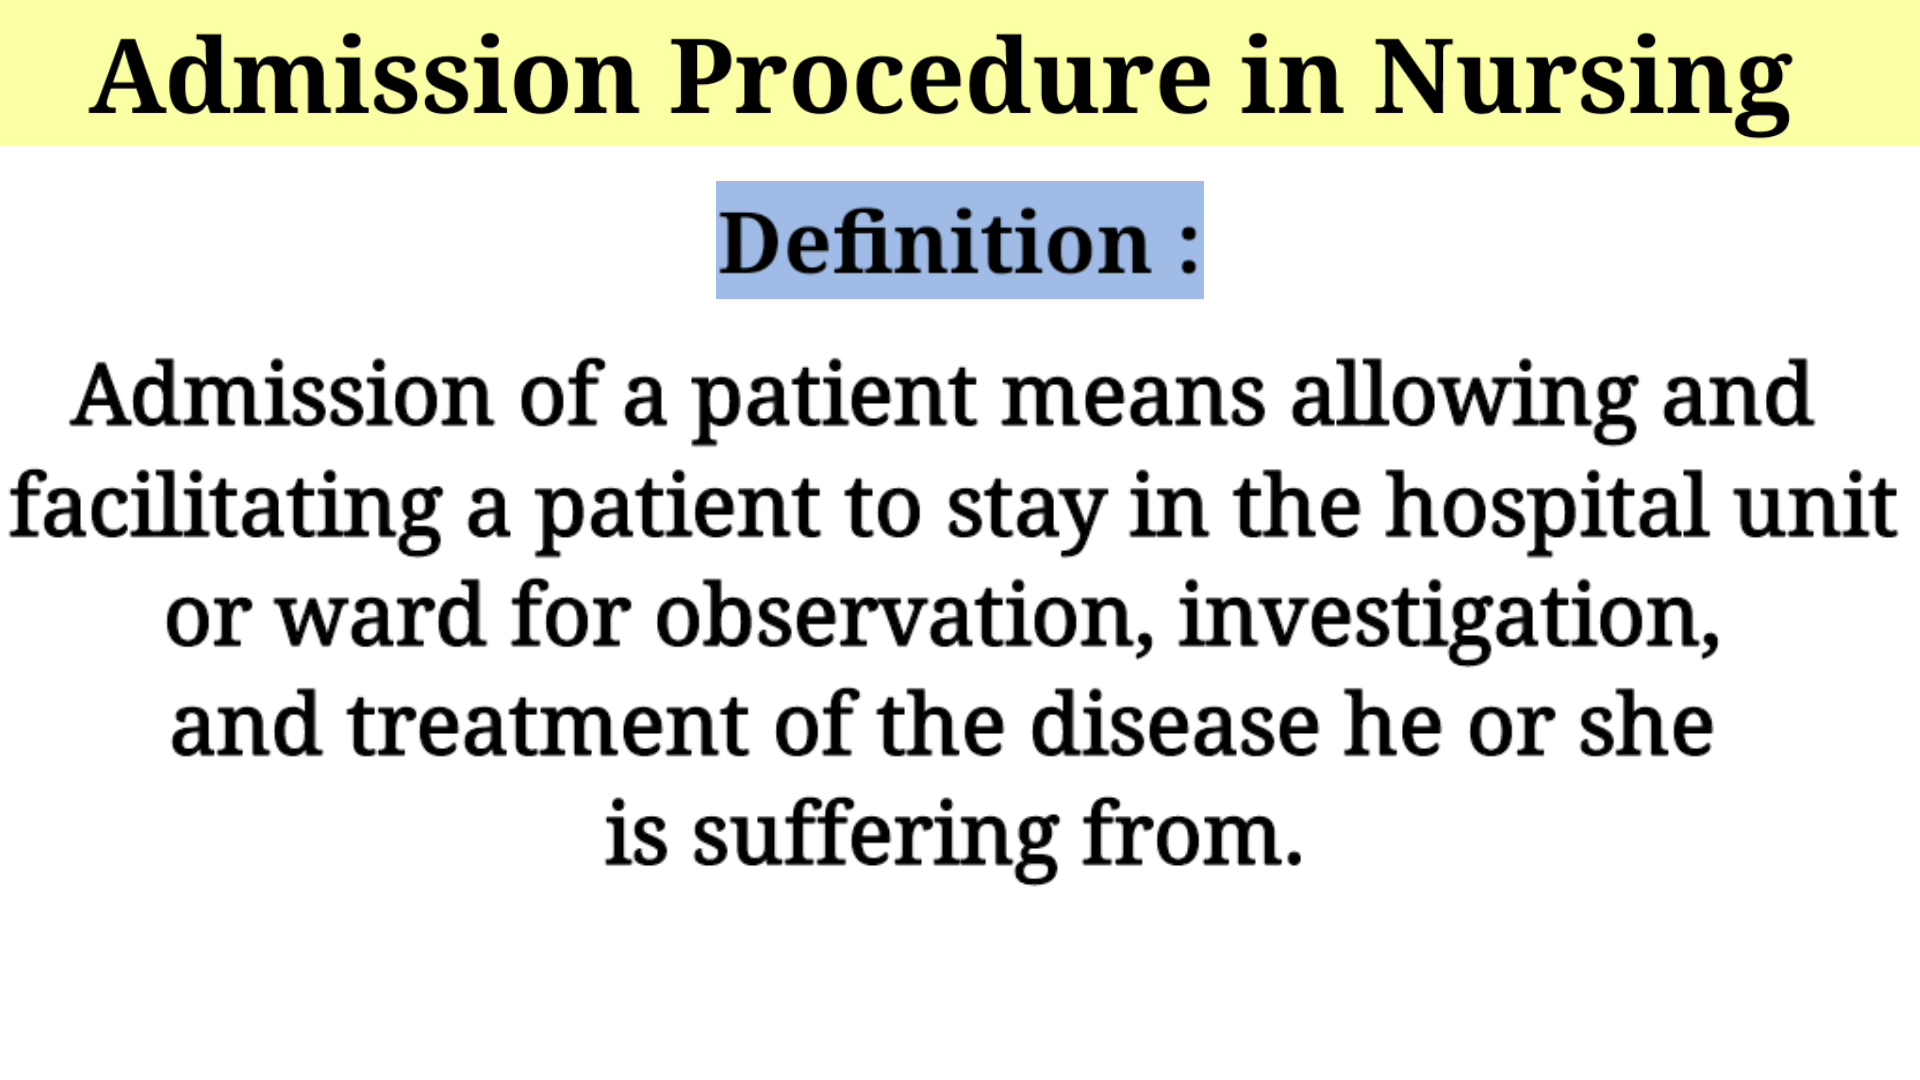 Admission Procedure in Nursing
Definition :
Admission of a patient means allowing and
facilitating a patient to stay in the hospital unit
or ward for observation, investigation,
and treatment of the disease he or she
is suffering from.